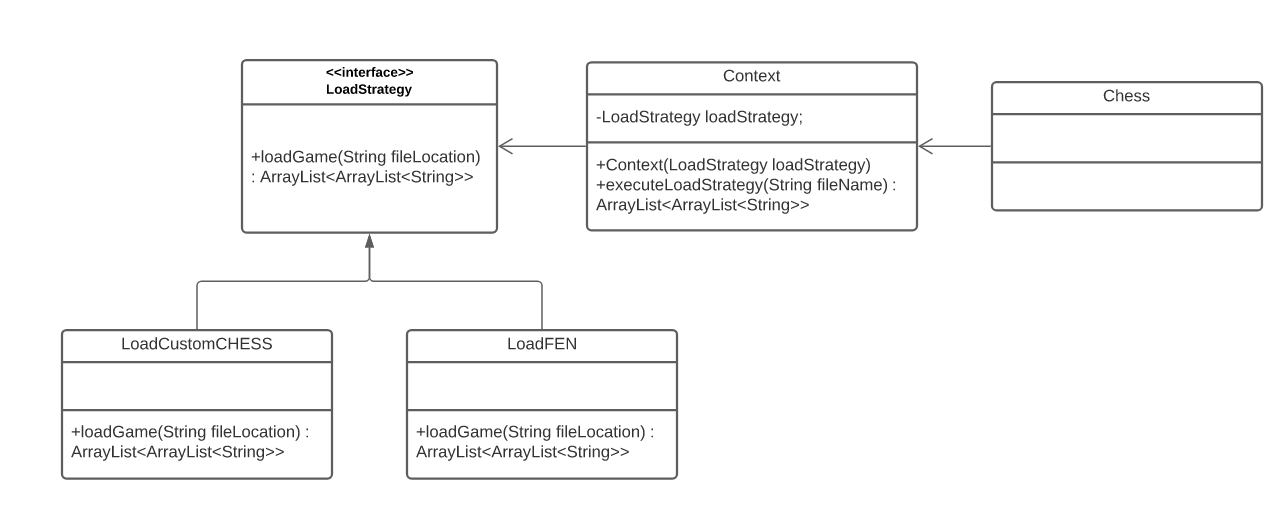 <<interface>>
LoadStrategy
+loadGame(String fileLocation)
: ArrayList<ArrayList<String>>
Context
-LoadStrategy loadStrategy;
+Context(LoadStrategy loadStrategy)
+executeLoadStrategy(String fileName) :
ArrayList<ArrayList<String>>
Chess
LoadCustomCHESS
+loadGame(String fileLocation) :
ArrayList<ArrayList<String>>
LoadFEN
+loadGame(String fileLocation) :
ArrayList<ArrayList<String>>